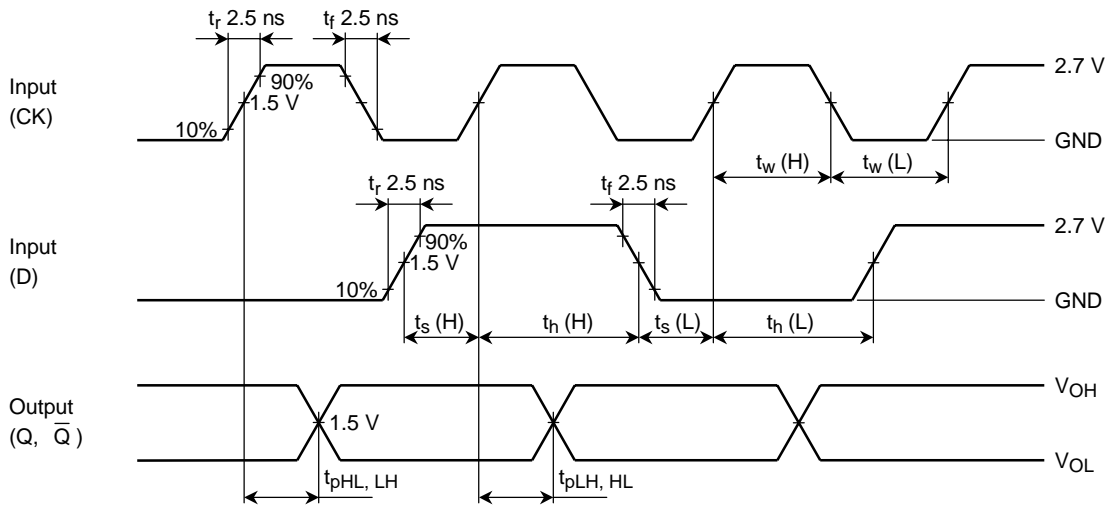 tr 2.5 ns
tf 2.5 ns
Input
(CK)
90%
1.5 V
10%
2.7 V
GND
tw (H)
tw (L)
tr 2.5 ns
tf 2.5 ns
Input
(D)
90%
1.5 V
10%
2.7 V
GND
ts (H)
th (H)
ts (L)
th (L)
Output
(Q, Q̅ )
1.5 V
VOH
VOL
tpHL, LH
tpLH, HL